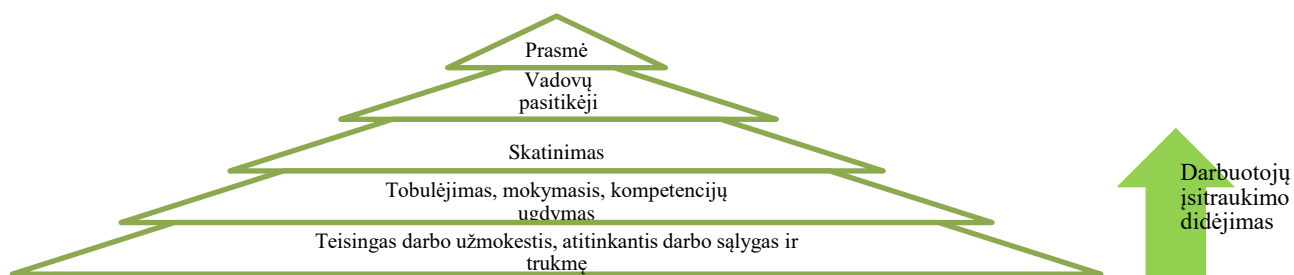 Prasmė
Vadovų
pasitikėji
Skatinimas
Tobulėjimas, mokymasis, kompetencijų
ugdymas
Teisingas darbo užmokestis, atitinkantis darbo sąlygas ir
trukmę
Darbuotojų
įsitraukimo
didėjimas